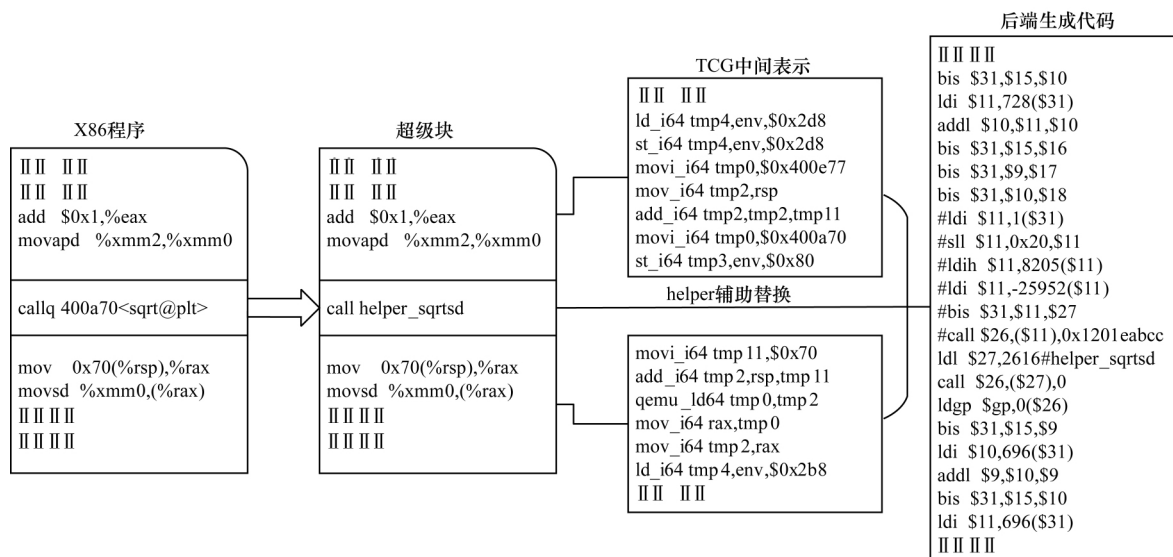 X86程序
ⅡⅡ ⅡⅡ
ⅡⅡ ⅡⅡ
add $0x1,%eax
movapd %xmm2,%xmm0
callq 400a70<sqrt@plt>
mov 0x70(%rsp),%rax
movsd %xmm0,(%rax)
ⅡⅡⅡⅡ
ⅡⅡⅡⅡ
超级块
ⅡⅡ ⅡⅡ
ⅡⅡ ⅡⅡ
add $0x1,%eax
movapd %xmm2,%xmm0
call helper_sqrtsd
mov 0x70(%rsp),%rax
movsd %xmm0,(%rax)
ⅡⅡⅡⅡ
ⅡⅡⅡⅡ
TCG中间表示
ⅡⅡ ⅡⅡ
ld_i64 tmp4,env,$0x2d8
st_i64 tmp4,env,$0x2d8
movi_i64 tmp0,$0x400e77
mov_i64 tmp2,rsp
add_i64 tmp2,tmp2,tmp11
movi_i64 tmp0,$0x400a70
st_i64 tmp3,env,$0x80
helper辅助替换
movi_i64 tmp11,$0x70
add_i64 tmp2,rsp,tmp11
qemu_ld64 tmp0,tmp2
mov_i64 rax,tmp0
mov_i64 tmp2,rax
ld_i64 tmp4,env,$0x2b8
ⅡⅡ ⅡⅡ
后端生成代码
ⅡⅡⅡⅡ
bis $31,$15,$10
ldi $11,728($31)
addl $10,$11,$10
bis $31,$15,$16
bis $31,$9,$17
bis $31,$10,$18
#ldi $11,1($31)
#sll $11,0x20,$11
#ldih $11,8205($11)
#ldi $11,-25952($11)
#bis $31,$11,$27
#call $26,($11),0x1201eabcc
ldl $27,2616#helper_sqrtsd
call $26,($27),0
ldgp $gp,0($26)
bis $31,$15,$9
ldi $10,696($31)
addl $9,$10,$9
bis $31,$15,$10
ldi $11,696($31)
ⅡⅡⅡⅡ